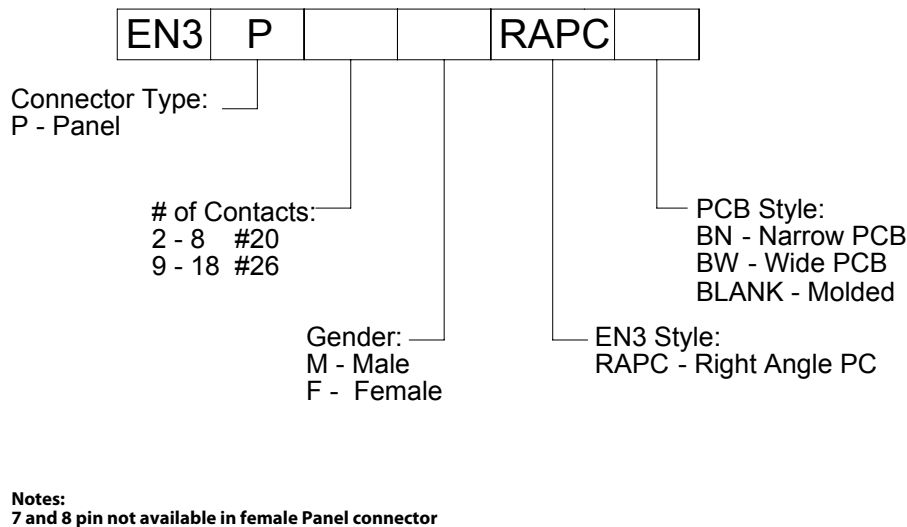 EN3 P RAPC
Connector Type:
P - Panel
# of Contacts:
2 - 8 #20
9 - 18 #26
PCB Style:
BN - Narrow PCB
BW - Wide PCB
BLANK - Molded
Gender:
M - Male
F - Female
EN3 Style:
RAPC - Right Angle PC
Notes:
7 and 8 pin not available in female Panel connector